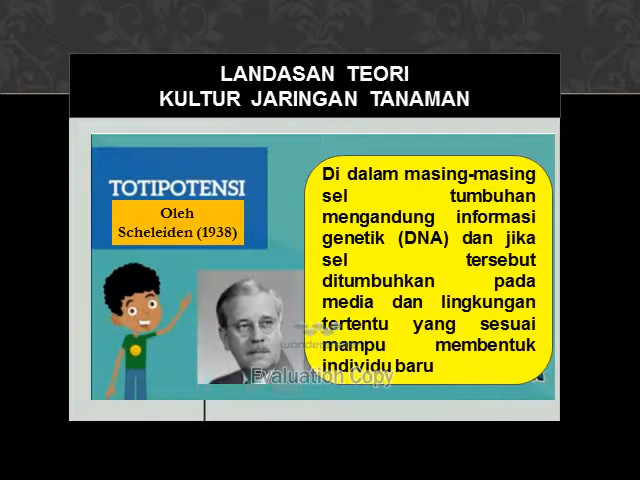 LANDASAN TEORI
KULTUR JARINGAN TANAMAN
TOTIPOTENSI
Oleh
Scheleiden (1938)
Di dalam masing-masing
sel tumbuhan
mengandung informasi
genetik (DNA) dan jika
sel tersebut
ditumbuhkan pada
media dan lingkungan
tertentu yang sesuai
mampu membentuk
individu baru
Evaluation Copy